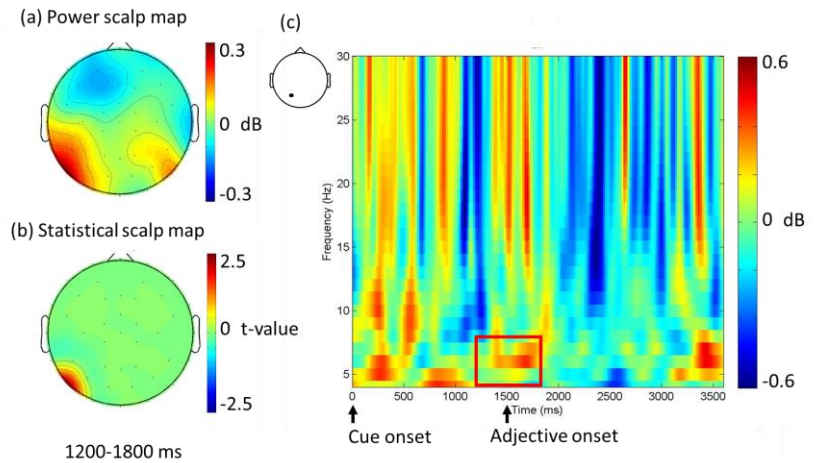 (a) Power scalp map
0.3
0 dB
-0.3
(b) Statistical scalp map
2.5
0 t-value
-2.5
1200-1800 ms
(c)
30
25
20
15
10
5
Frequency (Hz)
0 500 1000 1500 2000 2500 3000 3500
Time (ms)
Cue onset
Adjective onset
0.6
0 dB
-0.6